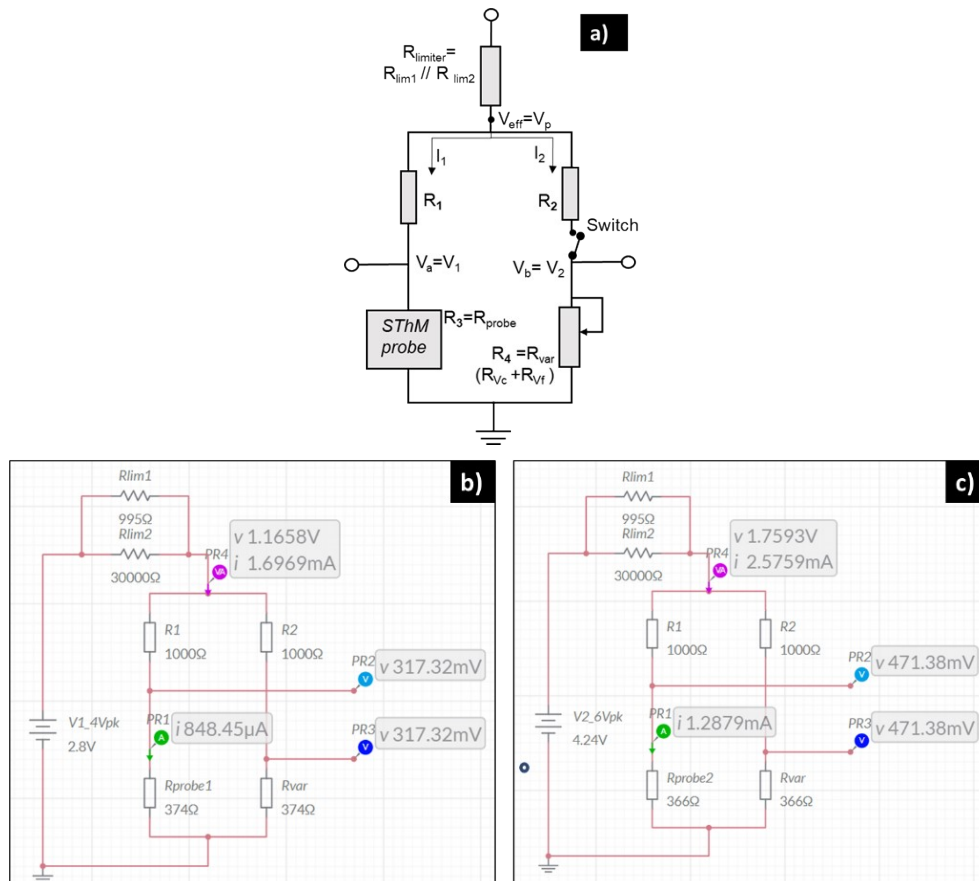 a)
Rlimiter=
Rlim1 // R lim2
Veff=Vp
I1
I2
R1
R2
Switch
Va=V1
Vb= V2
SThM
probe
R3=Rprobe
R4 =Rvar
(RVc +RVf )
b)
Rlim1
995Ω
Rlim2
30000Ω
PR4
v 1.1658V
i 1.6969mA
R1
1000Ω
R2
1000Ω
PR2
v 317.32mV
V1_4Vpk
2.8V
PR1
i 848.45µA
PR3
v 317.32mV
Rprobe1
374Ω
Rvar
374Ω
c)
Rlim1
995Ω
Rlim2
30000Ω
PR4
v 1.7593V
i 2.5759mA
R1
1000Ω
R2
1000Ω
PR2
v 471.38mV
V2_6Vpk
4.24V
PR1
i 1.2879mA
PR3
v 471.38mV
Rprobe2
366Ω
Rvar
366Ω
VA
V
A
V
VA
V
A
V